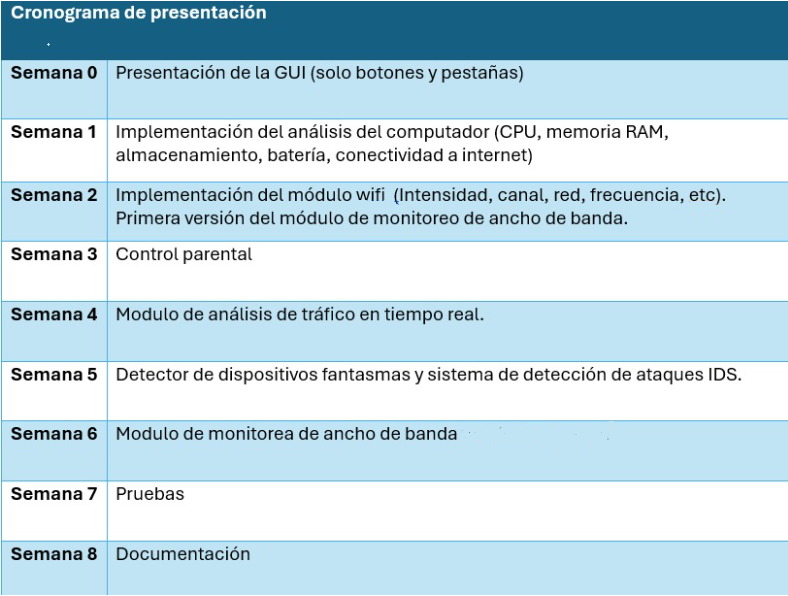 Cronograma de presentación
Semana 0 Presentación de la GUI (solo botones y pestañas)
Semana 1 Implementación del análisis del computador (CPU, memoria RAM,
almacenamiento, batería, conectividad a internet)
Semana 2 Implementación del módulo wifi (Intensidad, canal, red, frecuencia, etc).
Primera versión del módulo de monitoreo de ancho de banda.
Semana 3 Control parental
Semana 4 Modulo de análisis de tráfico en tiempo real.
Semana 5 Detector de dispositivos fantasmas y sistema de detección de ataques IDS.
Semana 6 Modulo de monitorea de ancho de banda
Semana 7 Pruebas
Semana 8 Documentación